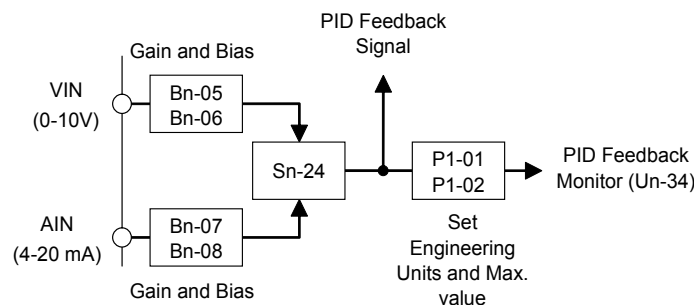 PID Feedback
Signal
Gain and Bias
VIN
(0-10V)
Bn-05
Bn-06
Sn-24
P1-01
P1-02
PID Feedback
Monitor (Un-34)
AIN
(4-20 mA)
Bn-07
Bn-08
Gain and Bias
Set
Engineering
Units and Max.
value